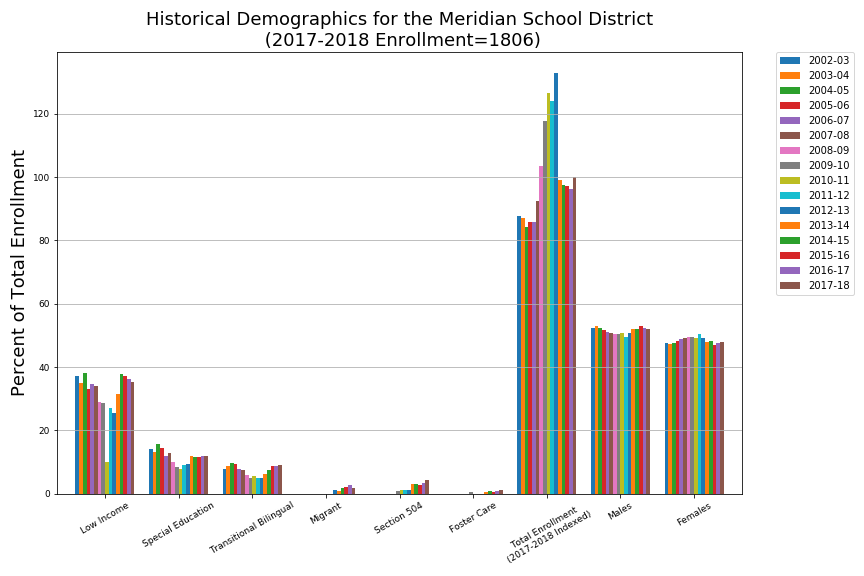 Historical Demographics for the Meridian School District
(2017-2018 Enrollment=1806)
Percent of Total Enrollment
120
100
80
60
40
20
0
Low Income
Special Education
Transitional Bilingual
Migrant
Section 504
Foster Care
Total Enrollment
(2017-2018 Indexed)
Males
Females
2002-03
2003-04
2004-05
2005-06
2006-07
2007-08
2008-09
2009-10
2010-11
2011-12
2012-13
2013-14
2014-15
2015-16
2016-17
2017-18